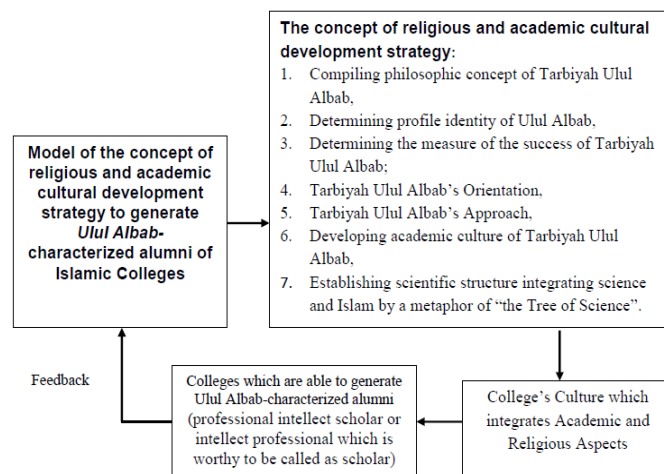 Model of the concept of
religious and academic
cultural development
strategy to generate
Ulul Albab-
characterized alumni of
Islamic Colleges
The concept of religious and academic cultural
development strategy:
1. Compiling philosophic concept of Tarbiyah Ulul
Albab,
2. Determining profile identity of Ulul Albab,
3. Determining the measure of the success of Tarbiyah
Ulul Albab;
4 Tarbiyah Ulul Albab's Orientation,
5 Tarbiyah Ulul Albab's Approach,
6 Developing academic culture of Tarbiyah Ulul
Albab,
7. Establishing scientific structure integrating science
and Islam by a metaphor of “the Tree of Science”.
College's Culture which
integrates Academic and
Religious Aspects
Colleges which are able to generate
Ulul Albab-characterized alumni
(professional intellect scholar or
intellect professional which is
worthy to be called as scholar)
Feedback